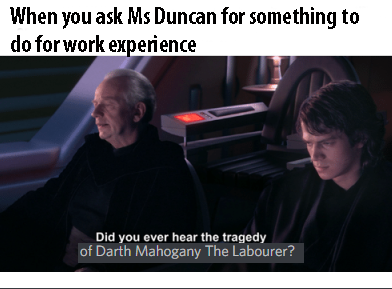 When you ask Ms Duncan for something to
do for work experience
Did you ever hear the tragedy
of Darth Mahogany The Labourer?